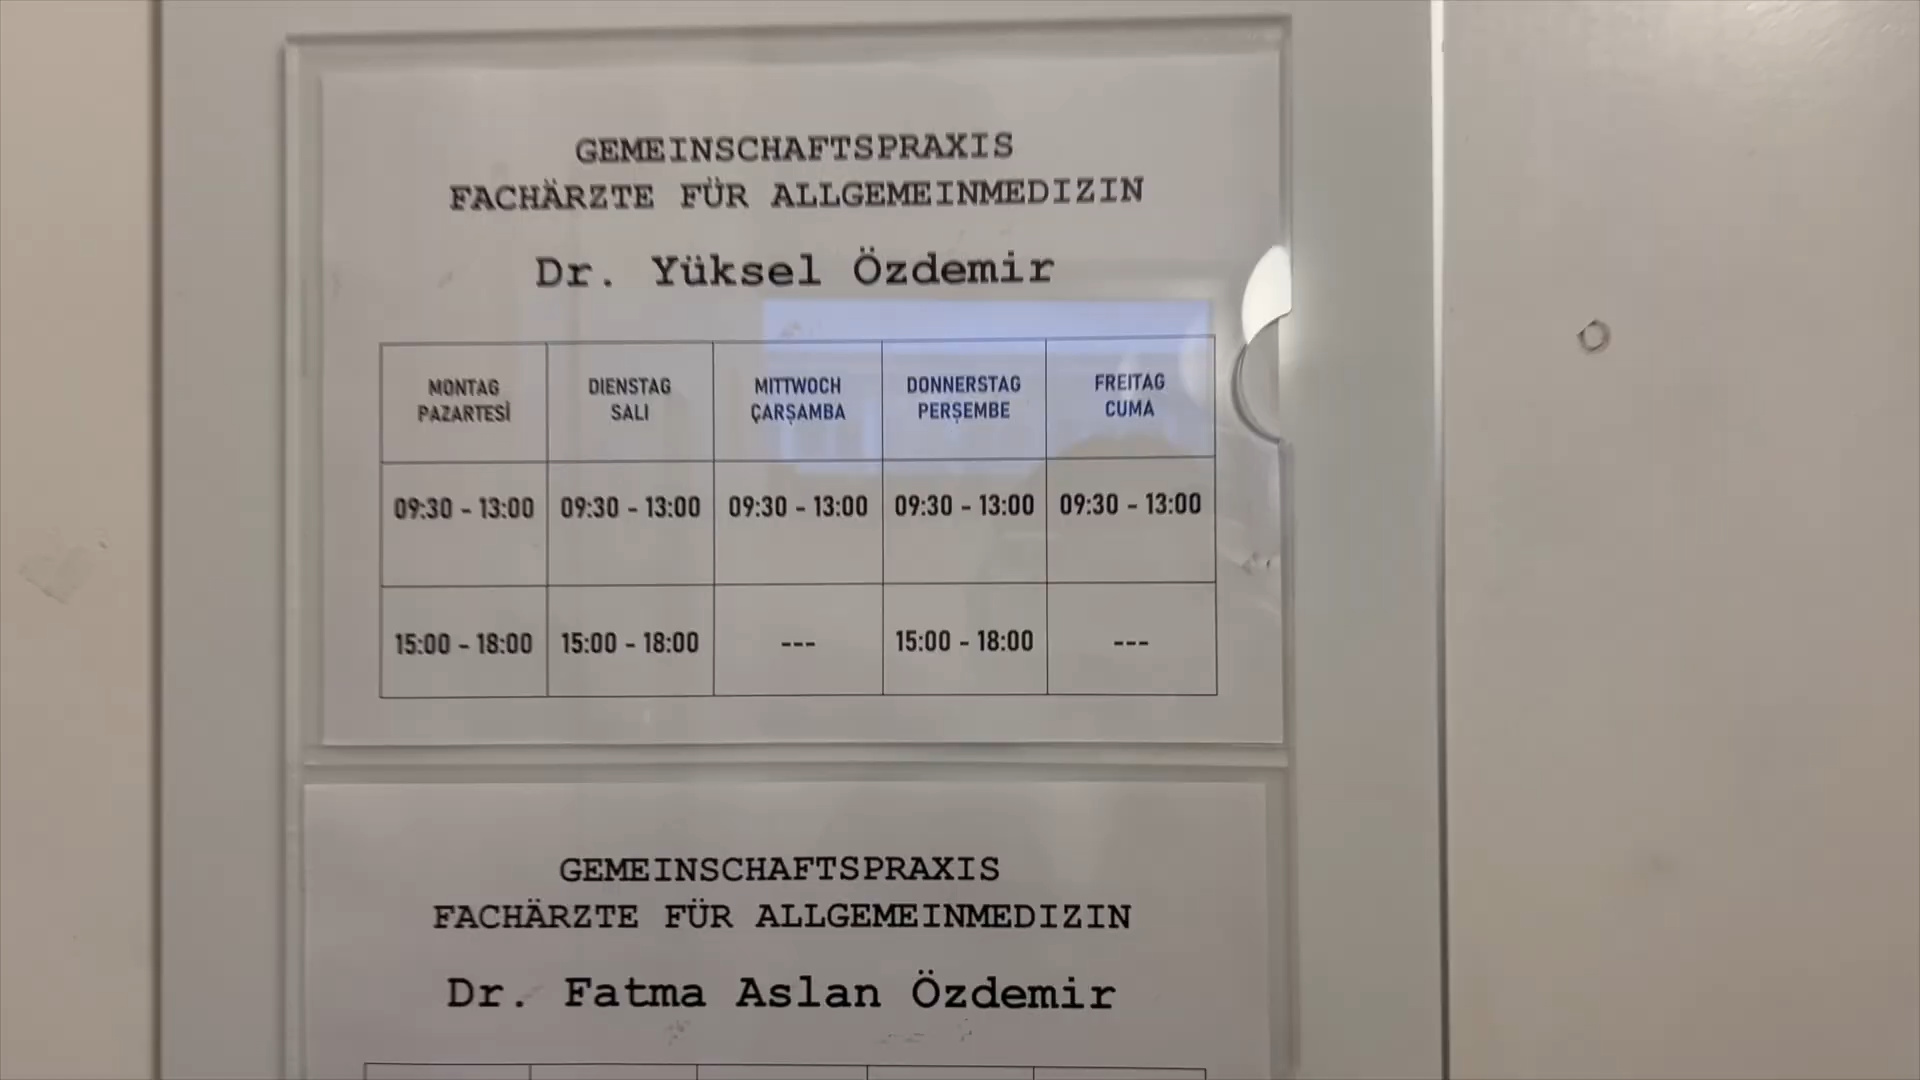 GEMEINSCHAFTSPRAXIS
FACHÄRZTE FÜR ALLGEMEINMEDIZIN
Dr. Yüksel Özdemir
MONTAG DIENSTAG MITTWOCH DONNERSTAG FREITAG
PAZARTESİ SALI ÇARŞAMBA PERŞEMBE CUMA
09:30 - 13:00 09:30 - 13:00 09:30 - 13:00 09:30 - 13:00 09:30 - 13:00
15:00 - 18:00 15:00 - 18:00 --- 15:00 - 18:00 ---
GEMEINSCHAFTSPRAXIS
FACHÄRZTE FÜR ALLGEMEINMEDIZIN
Dr. Fatma Aslan Özdemir